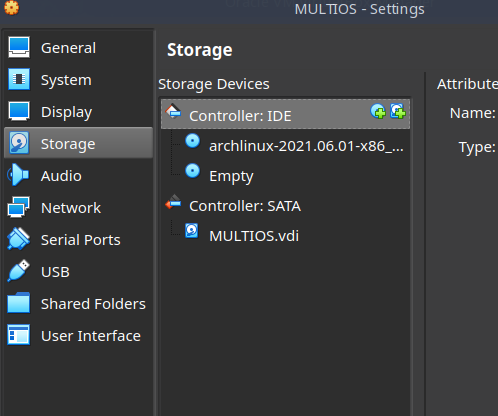 MULTIOS - Settings
General
System
Display
Storage
Audio
Network
Serial Ports
USB
Shared Folders
User Interface
Storage
Storage Devices
Controller: IDE
archlinux-2021.06.01-x86_...
Empty
Controller: SATA
MULTIOS.vdi
Attribute
Name:
Type: